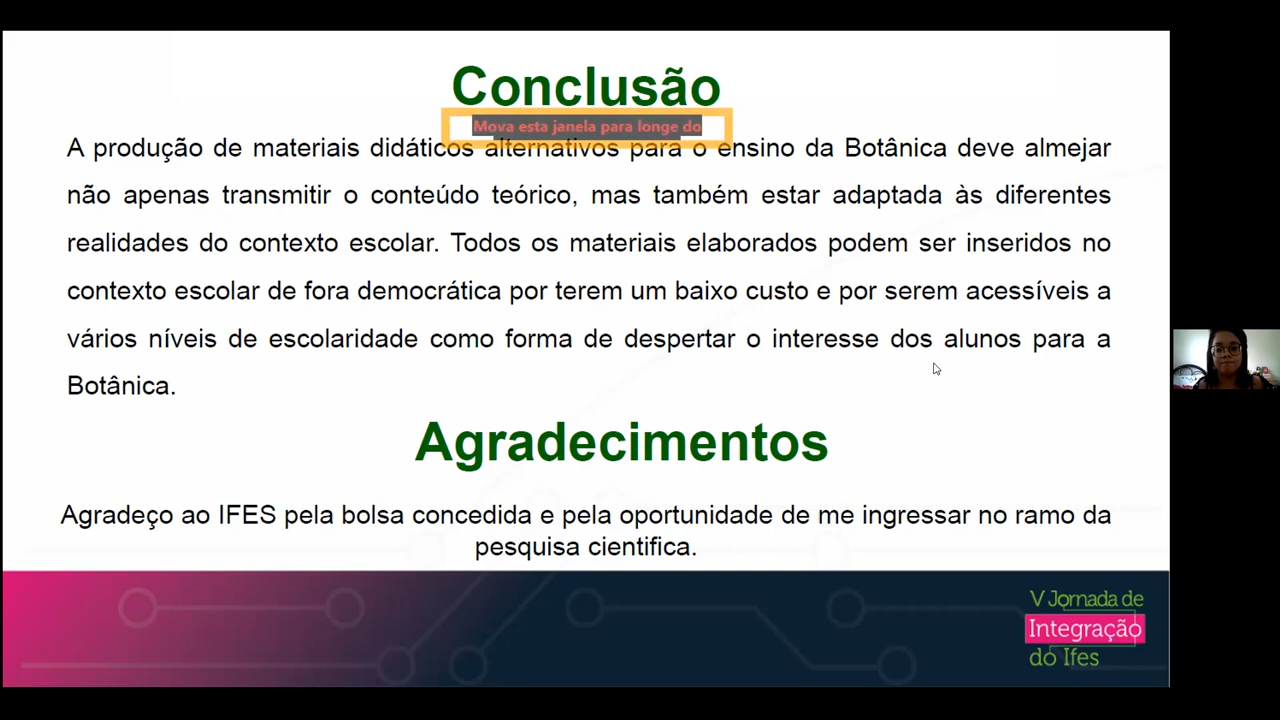 Conclusão
Mova esta janela para longe do
A produção de materiais didáticos alternativos para o ensino da Botânica deve almejar
não apenas transmitir o conteúdo teórico, mas também estar adaptada às diferentes
realidades do contexto escolar. Todos os materiais elaborados podem ser inseridos no
contexto escolar de fora democrática por terem um baixo custo e por serem acessíveis a
vários níveis de escolaridade como forma de despertar o interesse dos alunos para a
Botânica.
Agradecimentos
Agradeço ao IFES pela bolsa concedida e pela oportunidade de me ingressar no ramo da
pesquisa cientifica.
V Jornada de
Integração
do Ifes